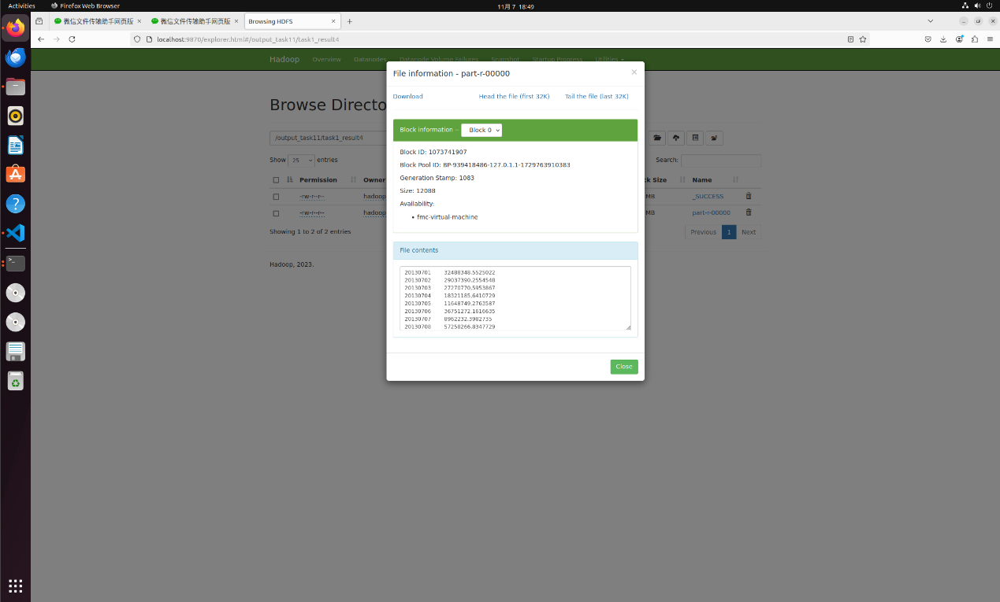 Activities Firefox Web Browser 11月 7 18:49
微信文件传输助手网页版 × 微信文件传输助手网页版 × Browsing HDFS × +
localhost:9870/explorer.html#/output_task11/task1_result4
Hadoop Overview Datanodes Datanode Volume Failures Snapshot Startup Progress Utilities
File information - part-r-00000 ×
Download Head the file (first 32K) Tail the file (last 32K)
Browse Directo
Block information -- Block 0
/output_task11/task1_result4
Block ID: 1073741907
Show 25 entries Search:
Block Pool ID: BP-939418486-127.0.1.1-1729763910383
Generation Stamp: 1083
Permission Owner ck Size Name
Size: 12088
-rw-r--r-- hadoop MB _SUCCESS
Availability:
-rw-r--r-- hadoop MB part-r-00000
• fmc-virtual-machine
Showing 1 to 2 of 2 entries Previous 1 Next
File contents
Hadoop, 2023.
20130701 32488348,5525022
20130702 29037390,2554548
20130703 27270770,5953867
20130704 18321185,6410729
20130705 11648749,2763587
20130706 36751272,1616635
20130707 8962232,3982735
20130708 57258266,8347729
Close